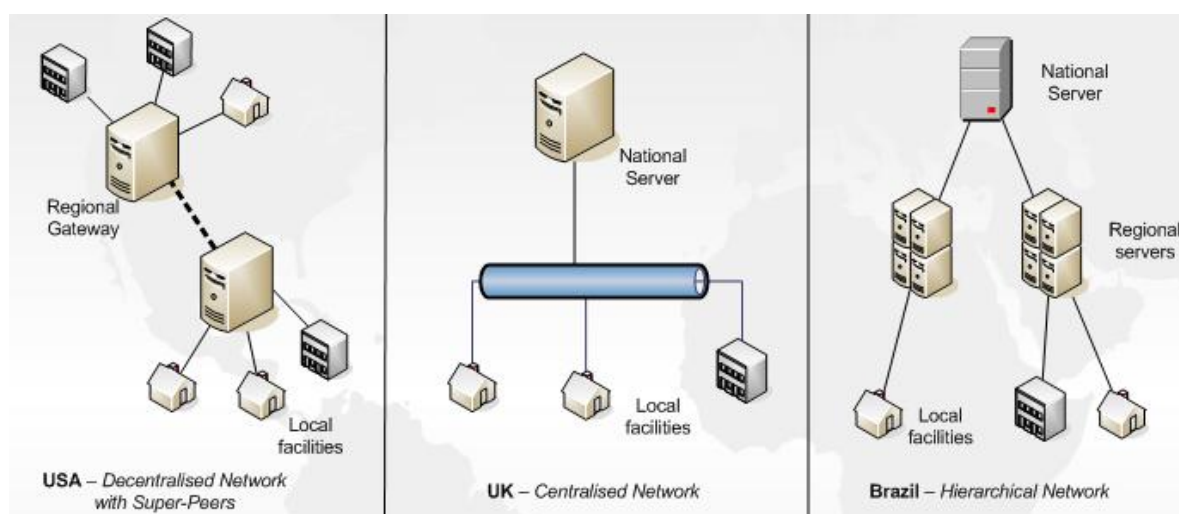 Regional
Gateway
Local
facilities
USA – Decentralised Network
with Super-Peers
National
Server
Local
facilities
UK – Centralised Network
National
Server
Regional
servers
Local
facilities
Brazil – Hierarchical Network